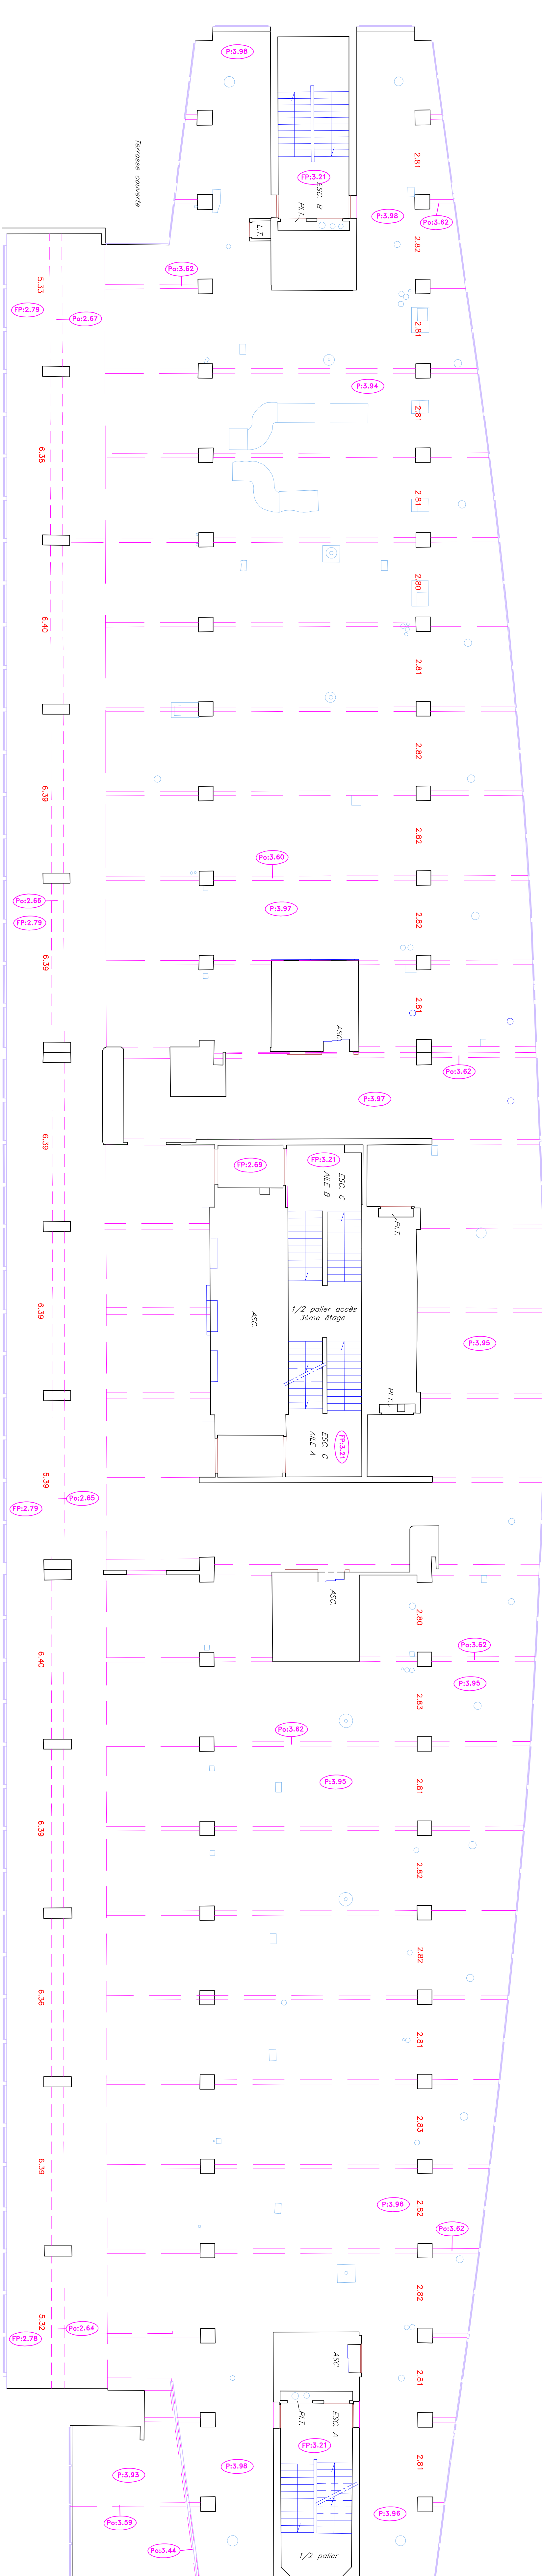 P:3.98
Terrasse couverte
FP:3.21
ESC. B
Pl.T.
L.T.
P:3.98
Po:3.62
2.81
2.82
Po:3.62
5.33
FP:2.79
Po:2.67
2.81
P:3.94
2.81
6.38
2.81
2.80
6.40
2.81
2.82
6.39
2.82
Po:3.60
Po:2.66
P:3.97
FP:2.79
2.82
6.39
2.81
ASC.
Po:3.62
P:3.97
6.39
FP:2.69
FP:3.21
ESC. C
AILE B
Pl.T.
1/2 palier accès
3ème étage
ASC.
6.39
P:3.95
Pl.T.
ESC. C
AILE A
FP:3.21
6.39
Po:2.65
FP:2.79
ASC.
2.80
Po:3.62
6.40
P:3.95
2.83
Po:3.62
P:3.95
2.81
6.39
2.82
2.82
6.36
2.81
2.83
6.39
P:3.96
2.82
Po:3.62
2.82
5.32
Po:2.64
FP:2.78
ASC.
2.81
Pl.T.
ESC. A
FP:3.21
P:3.98
2.81
P:3.93
P:3.96
Po:3.59
Po:3.44
1/2 palier